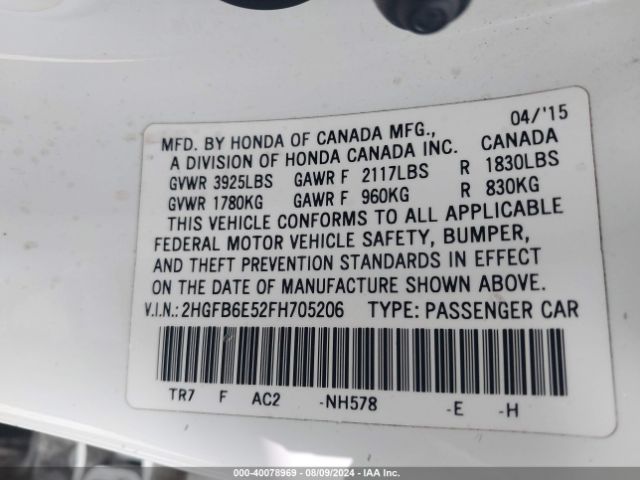 04/'15
MFD. BY HONDA OF CANADA MFG.,
A DIVISION OF HONDA CANADA INC. CANADA
GVWR 3925LBS GAWR F 2117LBS R 1830LBS
GVWR 1780KG GAWR F 960KG R 830KG
THIS VEHICLE CONFORMS TO ALL APPLICABLE
FEDERAL MOTOR VEHICLE SAFETY, BUMPER,
AND THEFT PREVENTION STANDARDS IN EFFECT
ON THE DATE OF MANUFACTURE SHOWN ABOVE.
V.I.N.: 2HGFB6E52FH705206 TYPE: PASSENGER CAR
TR7 F AC2 -NH578 -E -H
000-40078969 - 08/09/2024 - IAA Inc.